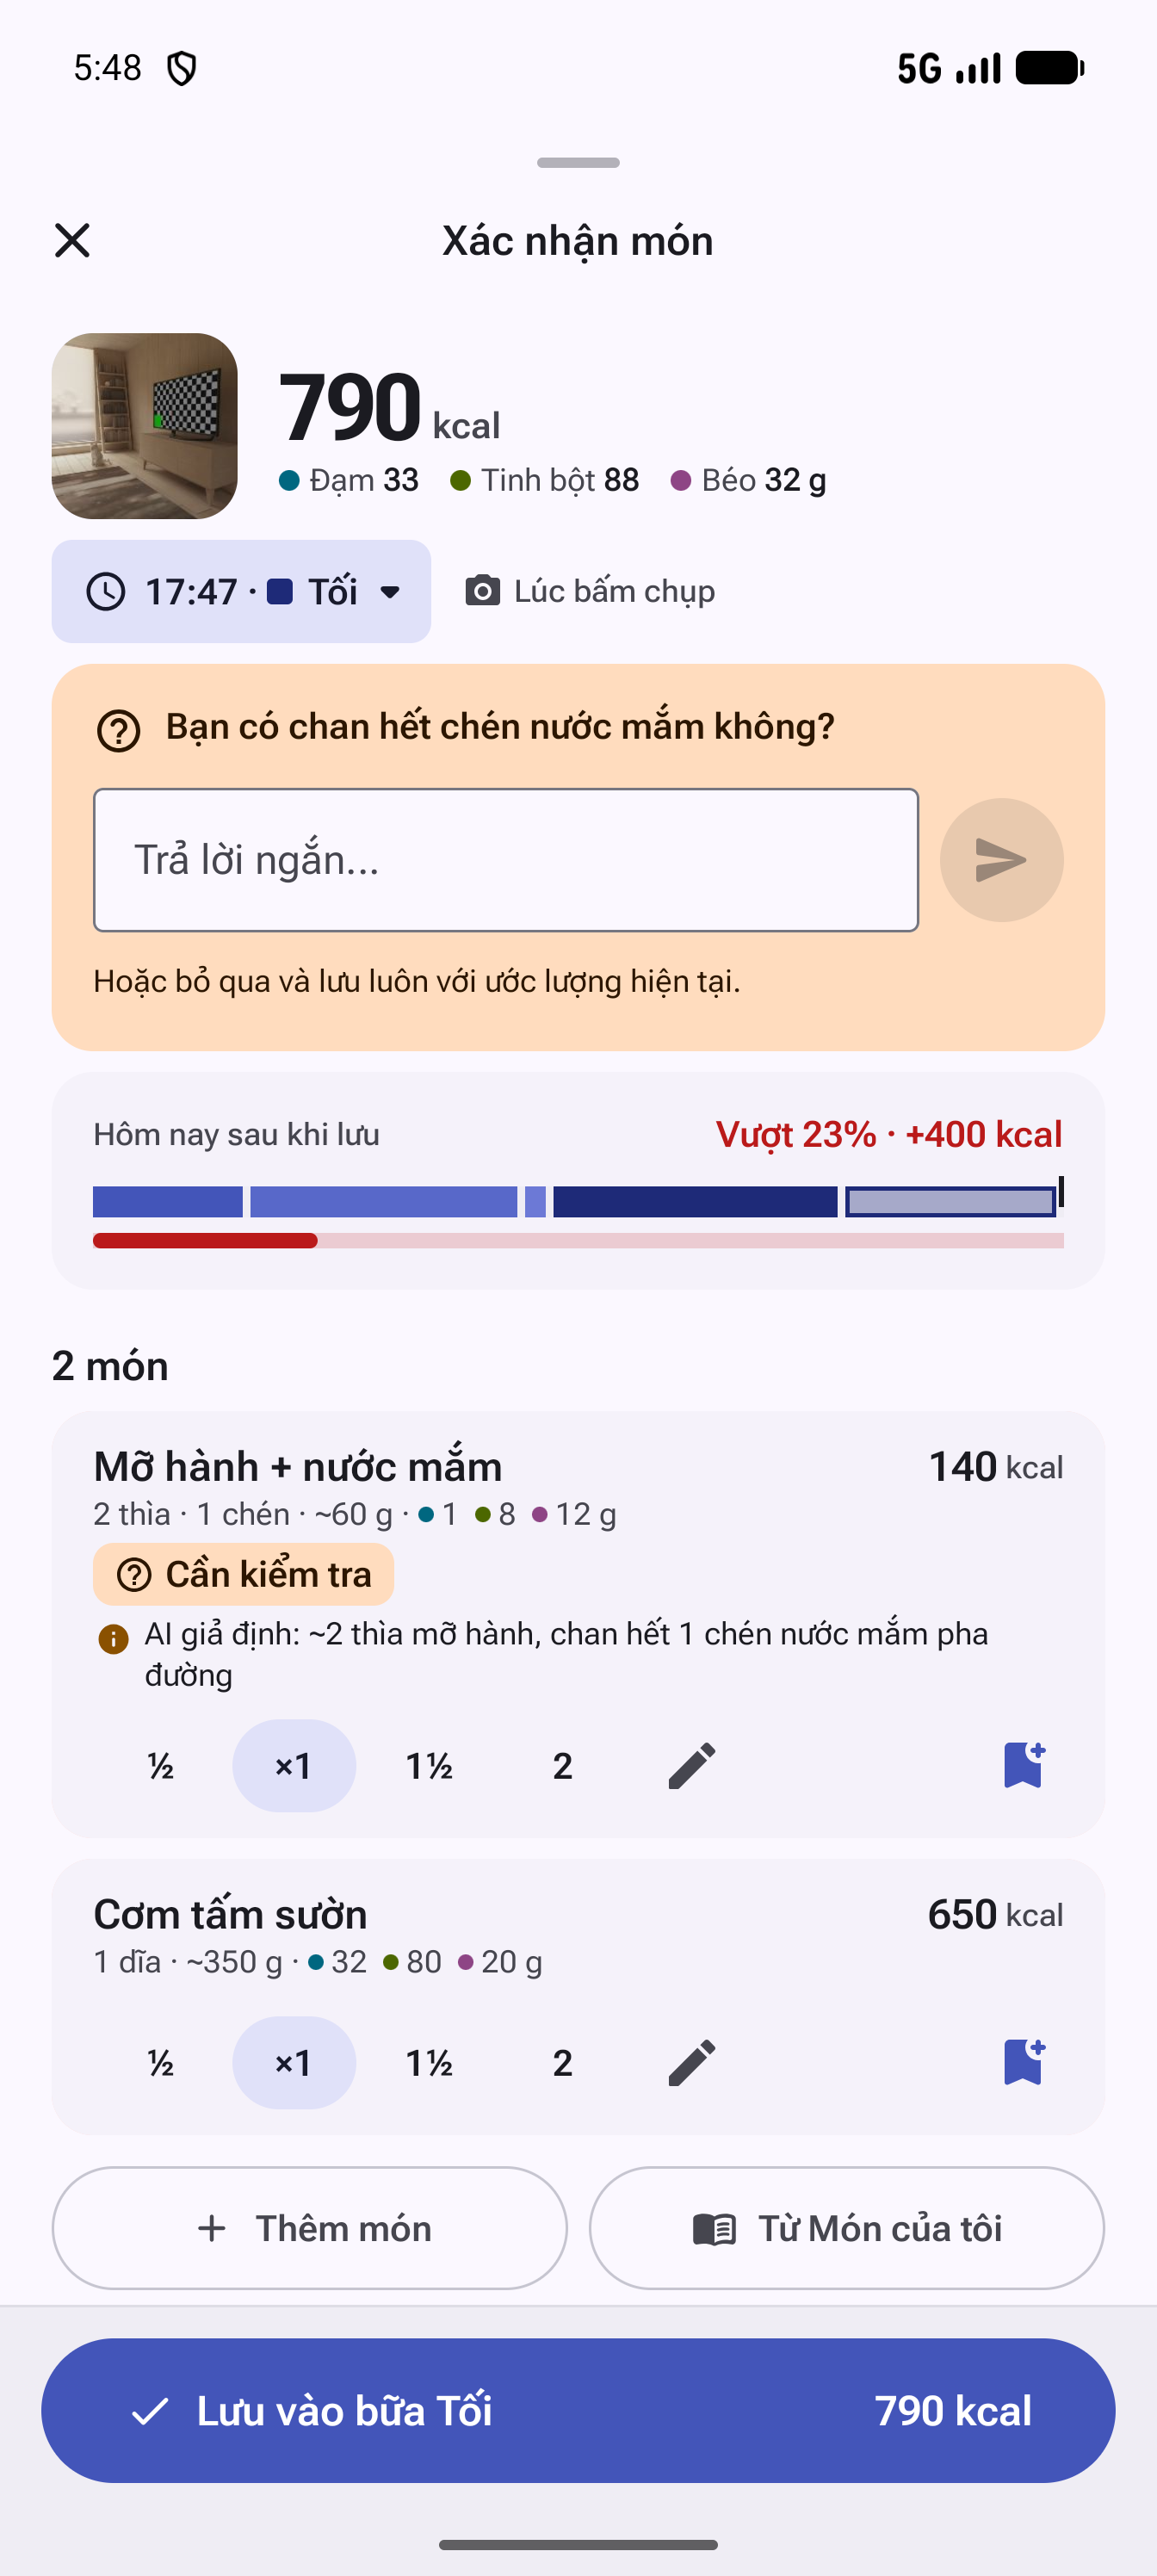 5:48
5G
Xác nhận món
790 kcal
Đạm 33 Tinh bột 88 Béo 32 g
17:47 · Tối
Lúc bấm chụp
Bạn có chan hết chén nước mắm không?
Trả lời ngắn...
Hoặc bỏ qua và lưu luôn với ước lượng hiện tại.
Hôm nay sau khi lưu
Vượt 23% · +400 kcal
2 món
Mỡ hành + nước mắm
140 kcal
2 thìa · 1 chén · ~60 g · 1 8 12 g
Cần kiểm tra
AI giả định: ~2 thìa mỡ hành, chan hết 1 chén nước mắm pha
đường
½ ×1 1½ 2
Cơm tấm sườn
650 kcal
1 dĩa · ~350 g · 32 80 20 g
½ ×1 1½ 2
Thêm món
Từ Món của tôi
Lưu vào bữa Tối
790 kcal